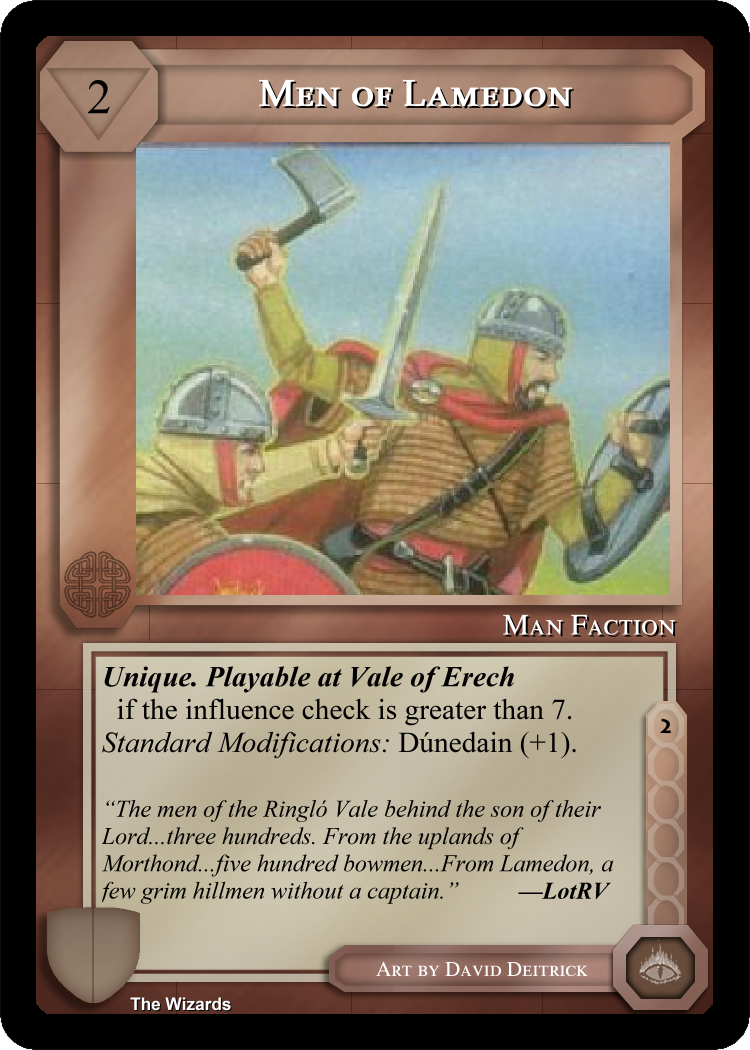 2
Men of Lamedon
Man Faction
Unique. Playable at Vale of Erech
if the influence check is greater than 7.
Standard Modifications: Dúnedain (+1).
2
“The men of the Ringló Vale behind the son of their
Lord...three hundreds. From the uplands of
Morthond...five hundred bowmen...From Lamedon, a
few grim hillmen without a captain.” —LotRV
Art by David Deitrick
The Wizards